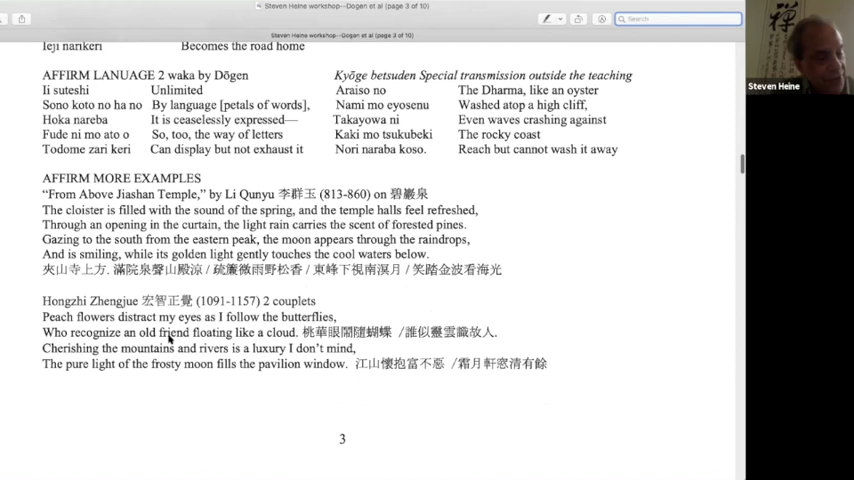 Steven Heine workshop--Dogen et al (page 3 of 10)
Search
Steven Heine workshop--Dogen et al (page 3 of 10)
Ieji narikeri Becomes the road home
AFFIRM LANUAGE 2 waka by Dōgen Kyōge betsuden Special transmission outside the teaching
Ii suteshi Unlimited Araiso no The Dharma, like an oyster
Sono koto no ha no By language [petals of words], Nami mo eyosenu Washed atop a high cliff,
Hoka nareba It is ceaselessly expressed— Takayowa ni Even waves crashing against
Fude ni mo ato o So, too, the way of letters Kaki mo tsukubeki The rocky coast
Todome zari keri Can display but not exhaust it Nori naraba koso. Reach but cannot wash it away
AFFIRM MORE EXAMPLES
“From Above Jiashan Temple,” by Li Qunyu 李群玉 (813-860) on 碧巖泉
The cloister is filled with the sound of the spring, and the temple halls feel refreshed,
Through an opening in the curtain, the light rain carries the scent of forested pines.
Gazing to the south from the eastern peak, the moon appears through the raindrops,
And is smiling, while its golden light gently touches the cool waters below.
夾山寺上方. 滿院泉聲山殿涼 / 疏簾微雨野松香 / 東峰下視南溟月 / 笑踏金波看海光
Hongzhi Zhengjue 宏智正覺 (1091-1157) 2 couplets
Peach flowers distract my eyes as I follow the butterflies,
Who recognize an old friend floating like a cloud. 桃華眼鬧隨蝴蝶 /誰似靈雲識故人.
Cherishing the mountains and rivers is a luxury I don’t mind,
The pure light of the frosty moon fills the pavilion window. 江山懷抱富不惡 /霜月軒窓清有餘
3
禪
Steven Heine